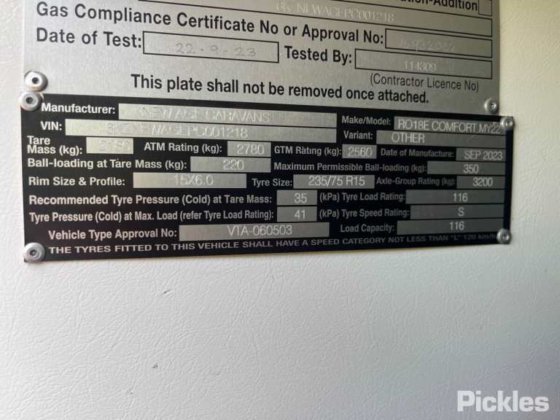 -Addition
NEWAGEPC001218
Gas Compliance Certificate No or Approval No:
Date of Test: 22-9-23 Tested By:
(Contractor Licence No)
This plate shall not be removed once attached.
Manufacturer: NEWAGE CARAVANS Make/Model: RO18E COMFORT MY22
VIN: NEWAGEPC001218 Variant: OTHER
Tare Mass(kg): ATM Rating (kg): 2780 GTM Rating (kg): 2560 Date of Manufacture: SEP 2023
Ball-loading at Tare Mass (kg): 220 Maximum Permissible Ball-loading (kg): 350
Rim Size & Profile: 15X6.0 Tyre Size: 235/75 R15 Axle-Group Rating (kg): 3200
Recommended Tyre Pressure (Cold) at Tare Mass: 35 (kPa) Tyre Load Rating: 116
Tyre Pressure (Cold) at Max. Load (refer Tyre Load Rating): 41 (kPa) Tyre Speed Rating: S
Vehicle Type Approval No: VTA-060503 Load Capacity: 116
THE TYRES FITTED TO THIS VEHICLE SHALL HAVE A SPEED CATEGORY NOT LESS THAN "L" 120 km/h
Pickles